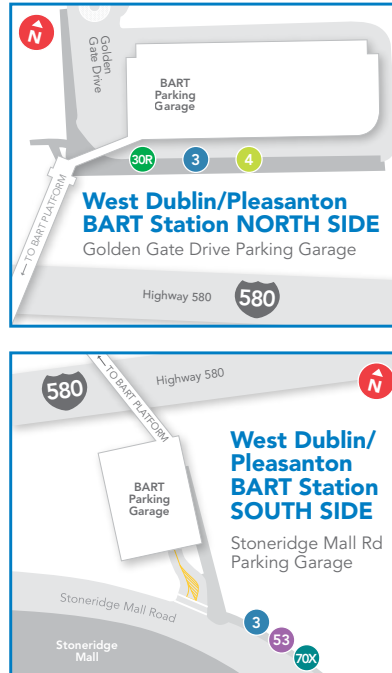 N
Golden
Gate Drive
BART
Parking
Garage
30R
3
4
← TO BART PLATFORM
West Dublin/Pleasanton
BART Station NORTH SIDE
Golden Gate Drive Parking Garage
Highway 580
580
← TO BART PLATFORM
580
Highway 580
N
BART
Parking
Garage
West Dublin/
Pleasanton
BART Station
SOUTH SIDE
Stoneridge Mall Rd
Parking Garage
Stoneridge Mall Road
Stoneridge
Mall
3
53
70X